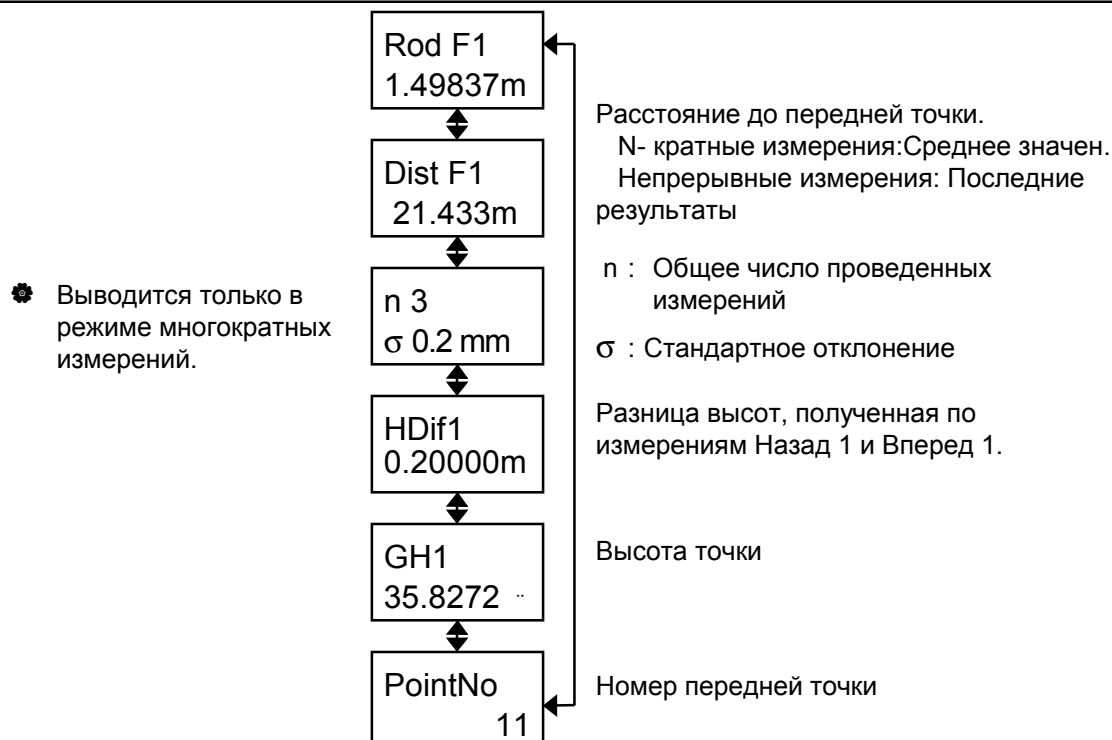 Rod F1
1.49837m
Расстояние до передней точки.
N- кратные измерения:Среднее значен.
Непрерывные измерения: Последние
результаты
Dist F1
21.433m
n : Общее число проведенных
измерений
Выводится только в
режиме многократных
измерений.
n 3
σ 0.2 mm
σ : Стандартное отклонение
HDif1
0.20000m
Разница высот, полученная по
измерениям Назад 1 и Вперед 1.
GH1
35.8272 ¨
Высота точки
PointNo
11
Номер передней точки